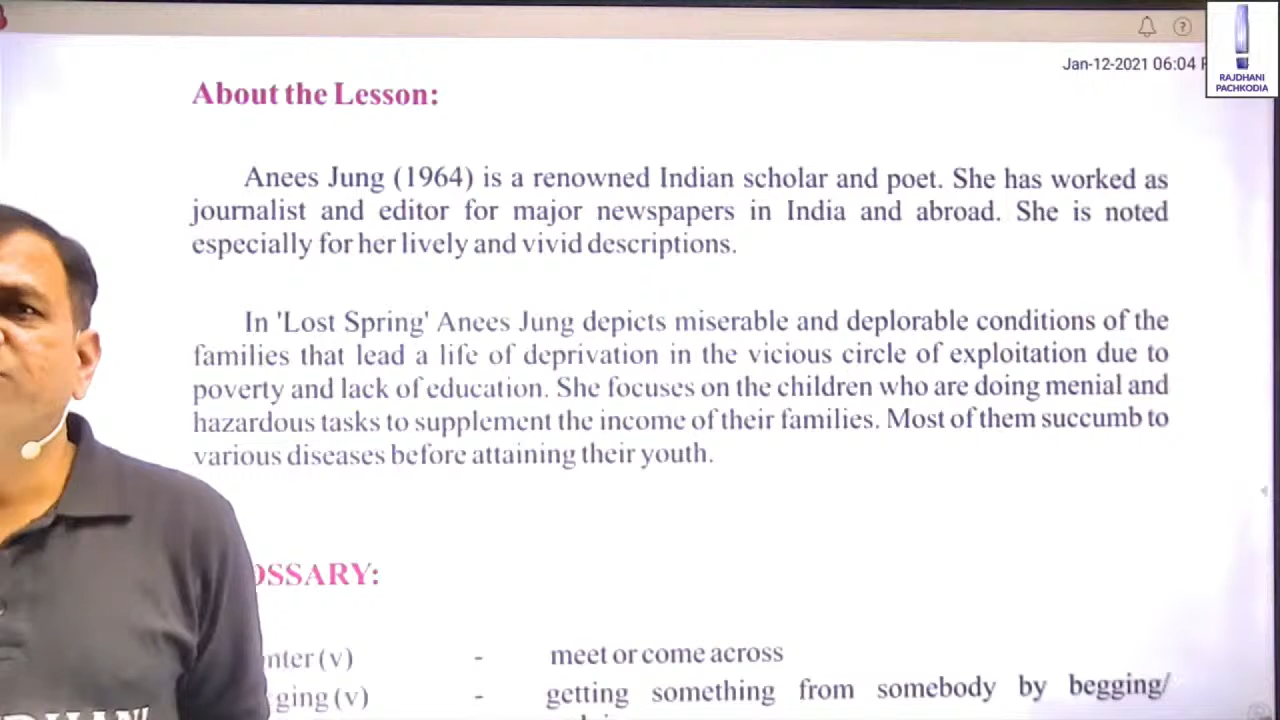 Jan-12-2021 06:04
RAJDHANI
PACHKODIA
About the Lesson:
Anees Jung (1964) is a renowned Indian scholar and poet. She has worked as
journalist and editor for major newspapers in India and abroad. She is noted
especially for her lively and vivid descriptions.
In 'Lost Spring' Anees Jung depicts miserable and deplorable conditions of the
families that lead a life of deprivation in the vicious circle of exploitation due to
poverty and lack of education. She focuses on the children who are doing menial and
hazardous tasks to supplement the income of their families. Most of them succumb to
various diseases before attaining their youth.
OSSARY:
nter (v) - meet or come across
ging (v) - getting something from somebody by begging/